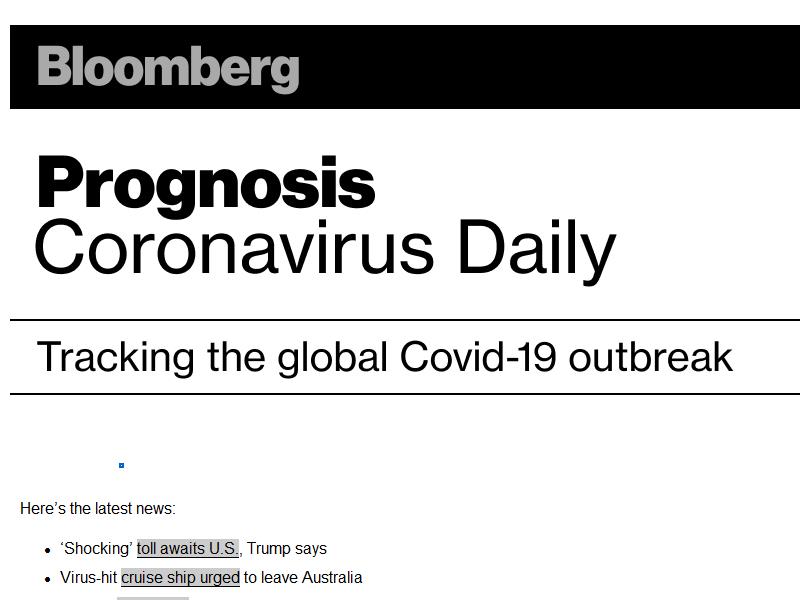 Bloomberg
Prognosis
Coronavirus Daily
Tracking the global Covid-19 outbreak
Here’s the latest news:
• ‘Shocking’ toll awaits U.S., Trump says
• Virus-hit cruise ship urged to leave Australia